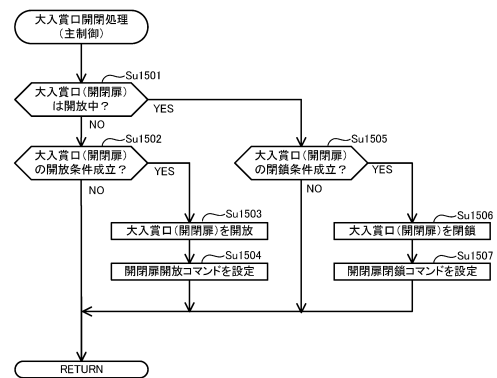 大入賞口開閉処理
(主制御)
Su1501
大入賞口(開閉扉)
は開放中?
YES
NO
Su1502
大入賞口(開閉扉)
の開放条件成立?
YES
NO
Su1505
大入賞口(開閉扉)
の閉鎖条件成立?
YES
NO
Su1503
大入賞口(開閉扉)を開放
Su1504
開閉扉開放コマンドを設定
Su1506
大入賞口(開閉扉)を閉鎖
Su1507
開閉扉閉鎖コマンドを設定
RETURN